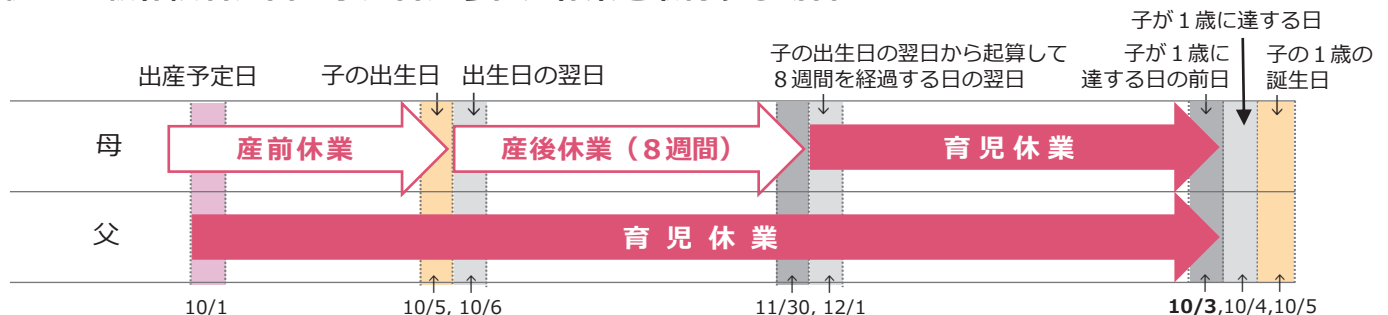 子が１歳に達する日
出産予定日
子の出生日
出生日の翌日
子の出生日の翌日から起算して
８週間を経過する日の翌日
子が１歳に
達する日の前日
子の１歳の
誕生日
母
産前休業
産後休業（８週間）
育児休業
父
育児休業
10/1
10/5, 10/6
11/30, 12/1
10/3,10/4,10/5